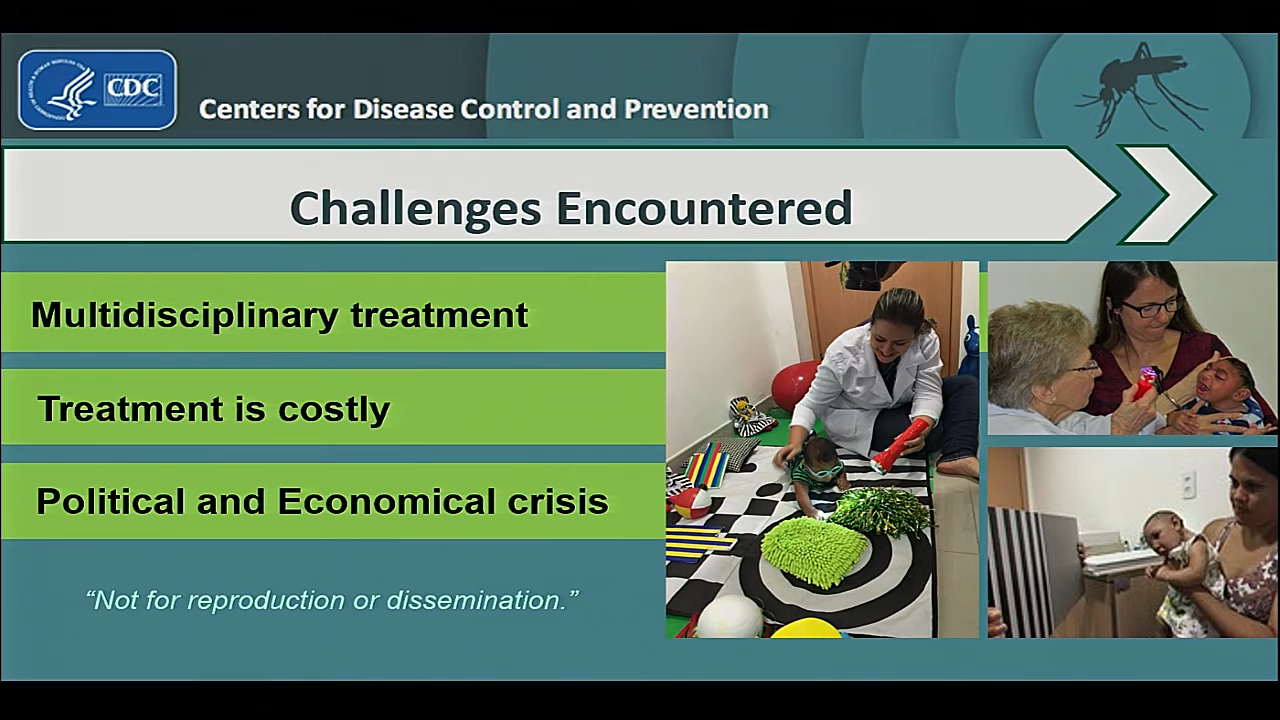 CDC
Centers for Disease Control and Prevention
Challenges Encountered
Multidisciplinary treatment
Treatment is costly
Political and Economical crisis
“Not for reproduction or dissemination.”